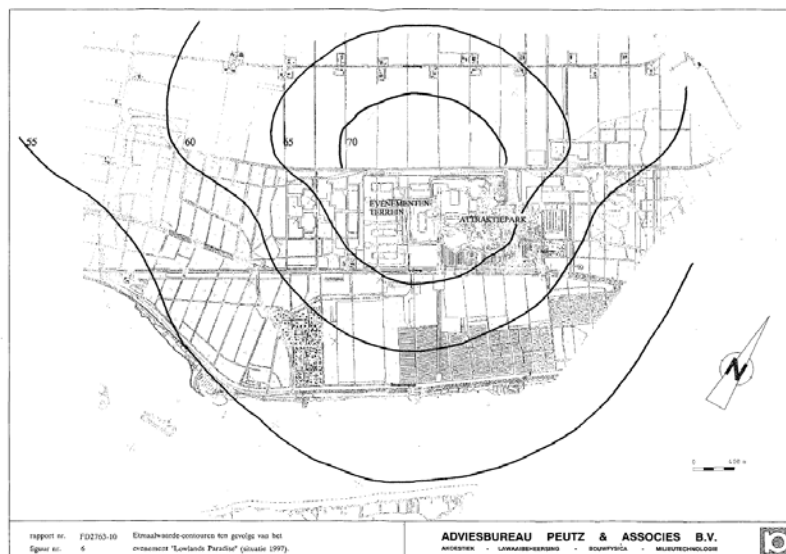 55
60
65
70
EVENEMENTEN-
TERREIN
ATTRAKTIEPARK
N
0
rapport nr. FD2763-10 Etmaalwaarde-contouren ten gevolge van het
figuur nr. 6 evenement "Lowlands Paradise" (situatie 1997).
ADVIESBUREAU PEUTZ & ASSOCIES B.V.
AKOESTIEK - LAWAAIBEHEERSING - BOUWFYSICA - MILIEUTECHNOLOGIE